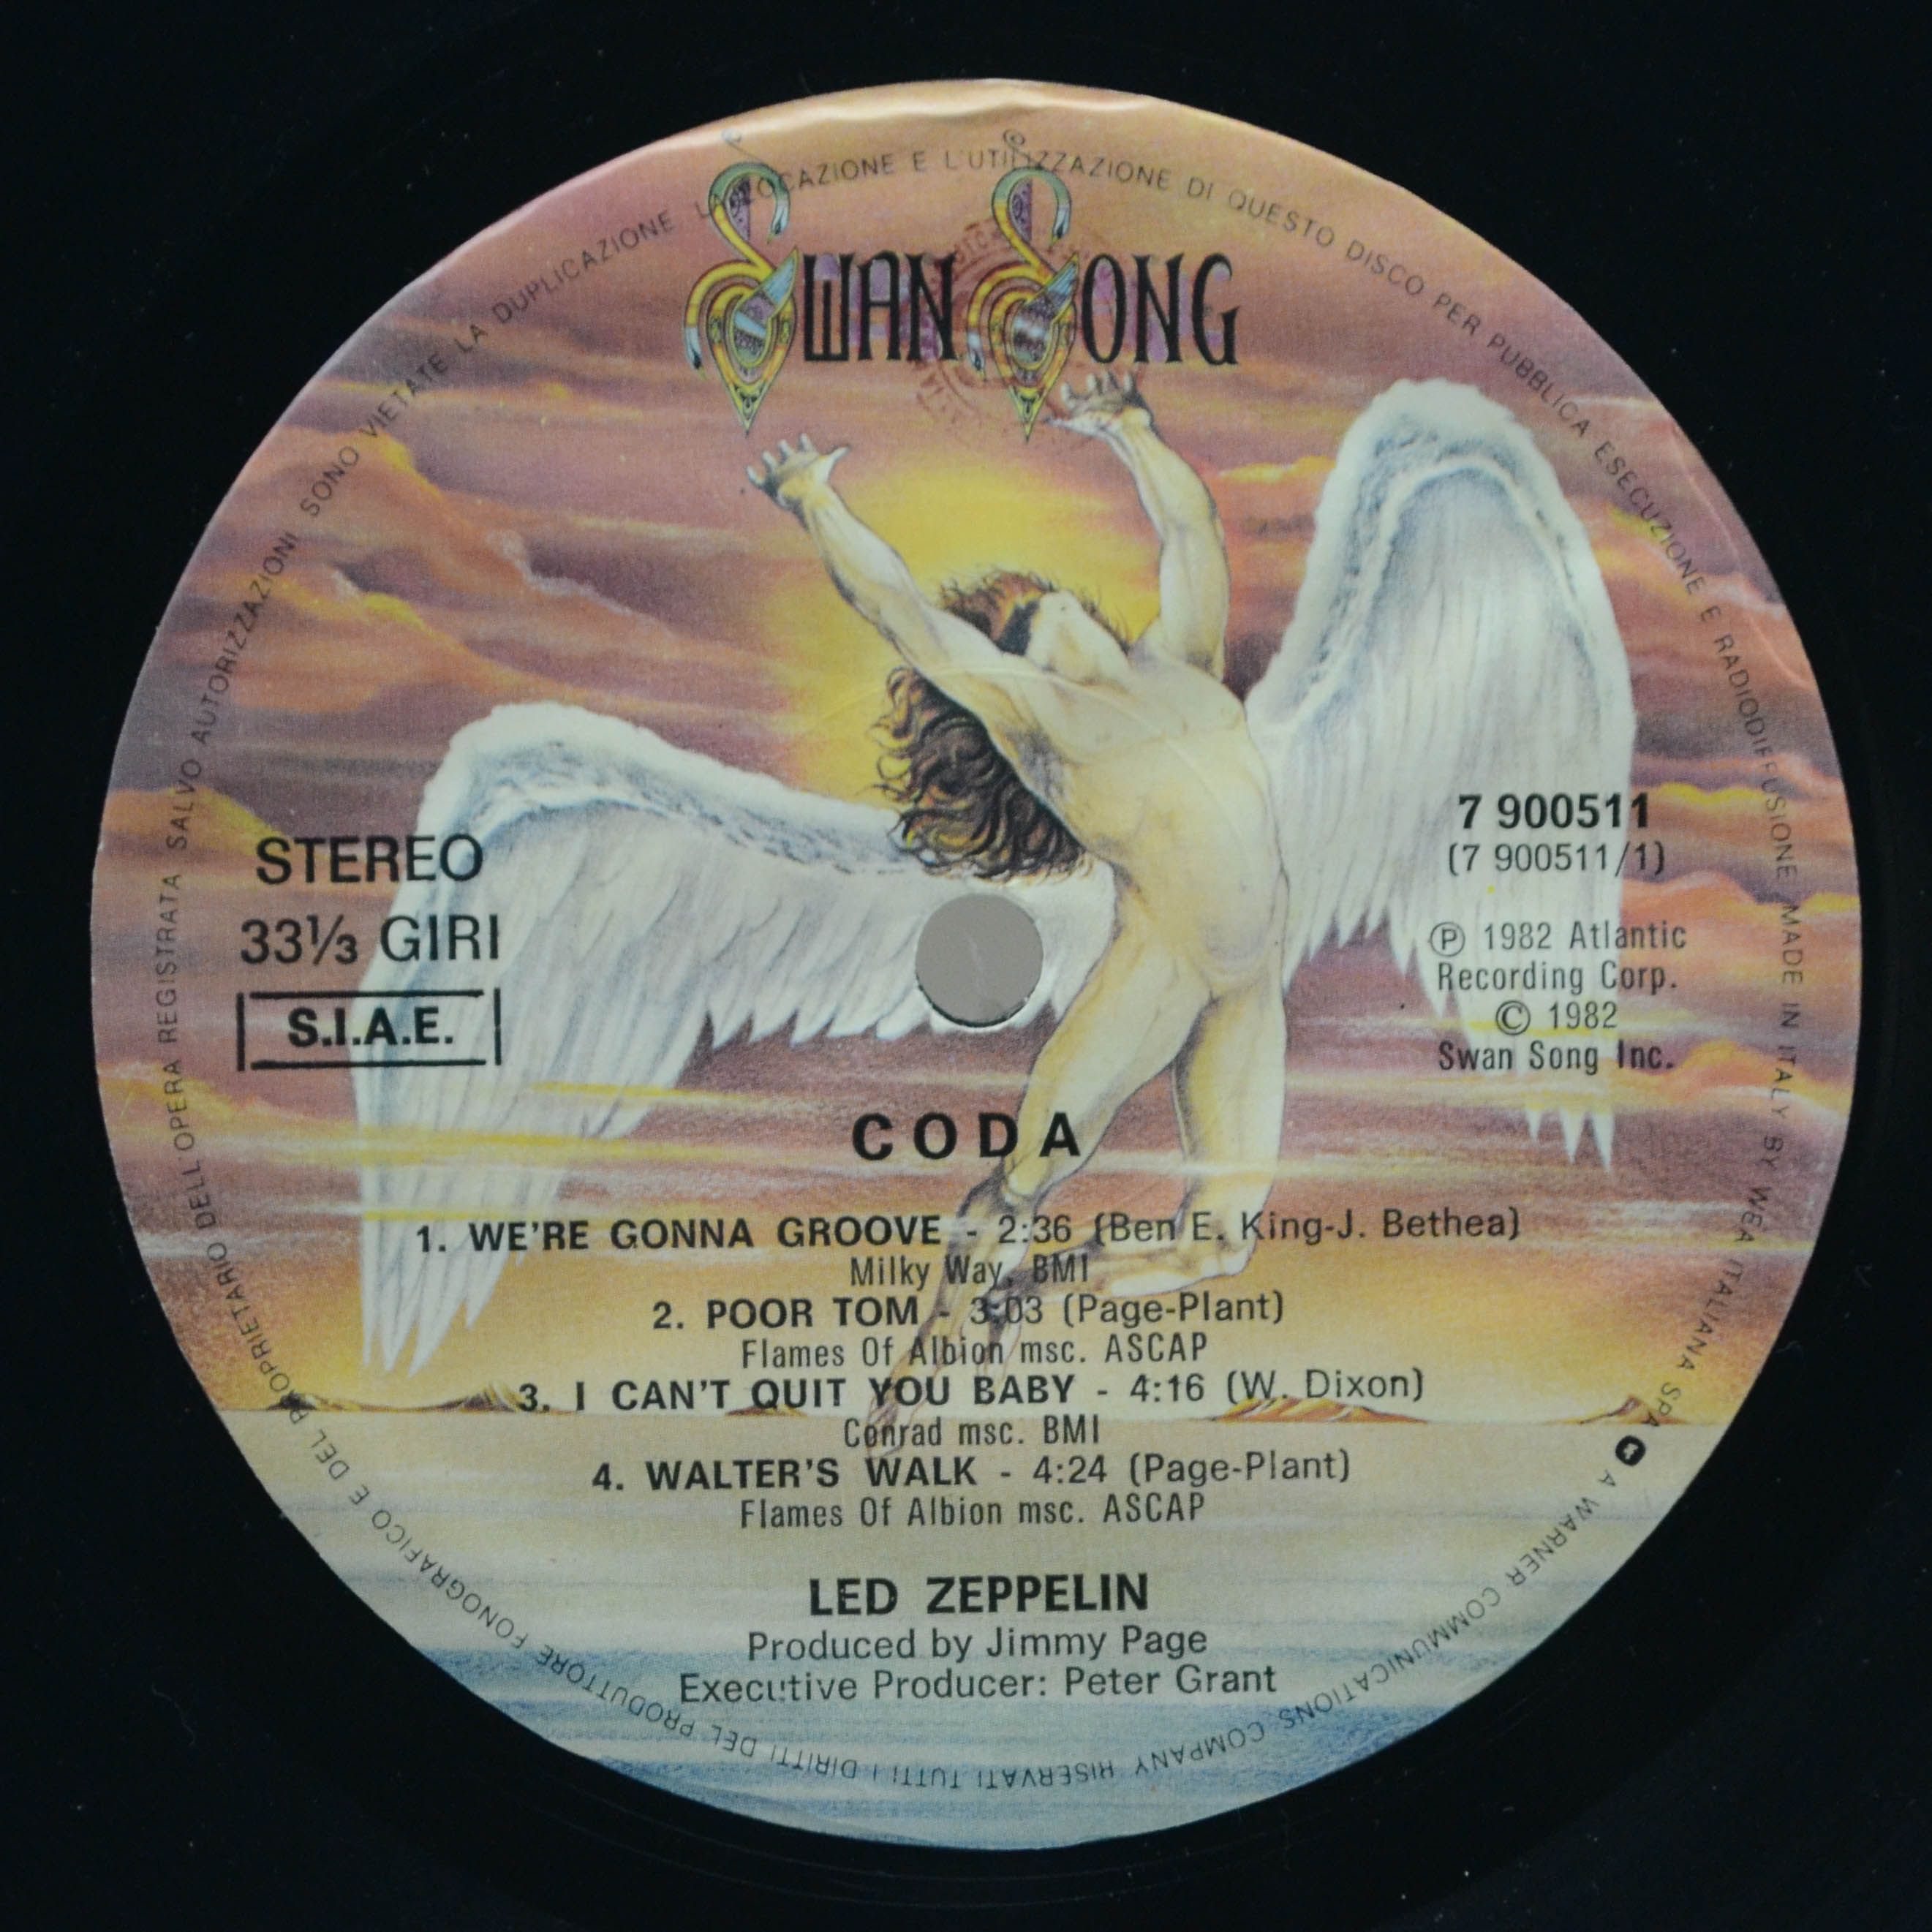 SWAN SONG
STEREO
33⅓ GIRI
S.I.A.E.
7 900511
(7 900511/1)
Ⓟ 1982 Atlantic
Recording Corp.
© 1982
Swan Song Inc.
CODA
1. WE'RE GONNA GROOVE - 2:36 (Ben E. King-J. Bethea)
Milky Way, BMI
2. POOR TOM - 3:03 (Page-Plant)
Flames Of Albion msc. ASCAP
3. I CAN'T QUIT YOU BABY - 4:16 (W. Dixon)
Conrad msc. BMI
4. WALTER'S WALK - 4:24 (Page-Plant)
Flames Of Albion msc. ASCAP
LED ZEPPELIN
Produced by Jimmy Page
Executive Producer: Peter Grant
RISERVATI TUTTI I DIRITTI DEL PRODUTTORE FONOGRAFICO E DEL PROPRIETARIO DELL'OPERA REGISTRATA SALVO AUTORIZZAZIONI SONO VIETATE LA DUPLICAZIONE LA LOCAZIONE E L'UTILIZZAZIONE DI QUESTO DISCO PER PUBBLICA ESECUZIONE E RADIODIFFUSIONE MADE IN ITALY BY WEA ITALIANA SPA A WARNER COMMUNICATIONS COMPANY